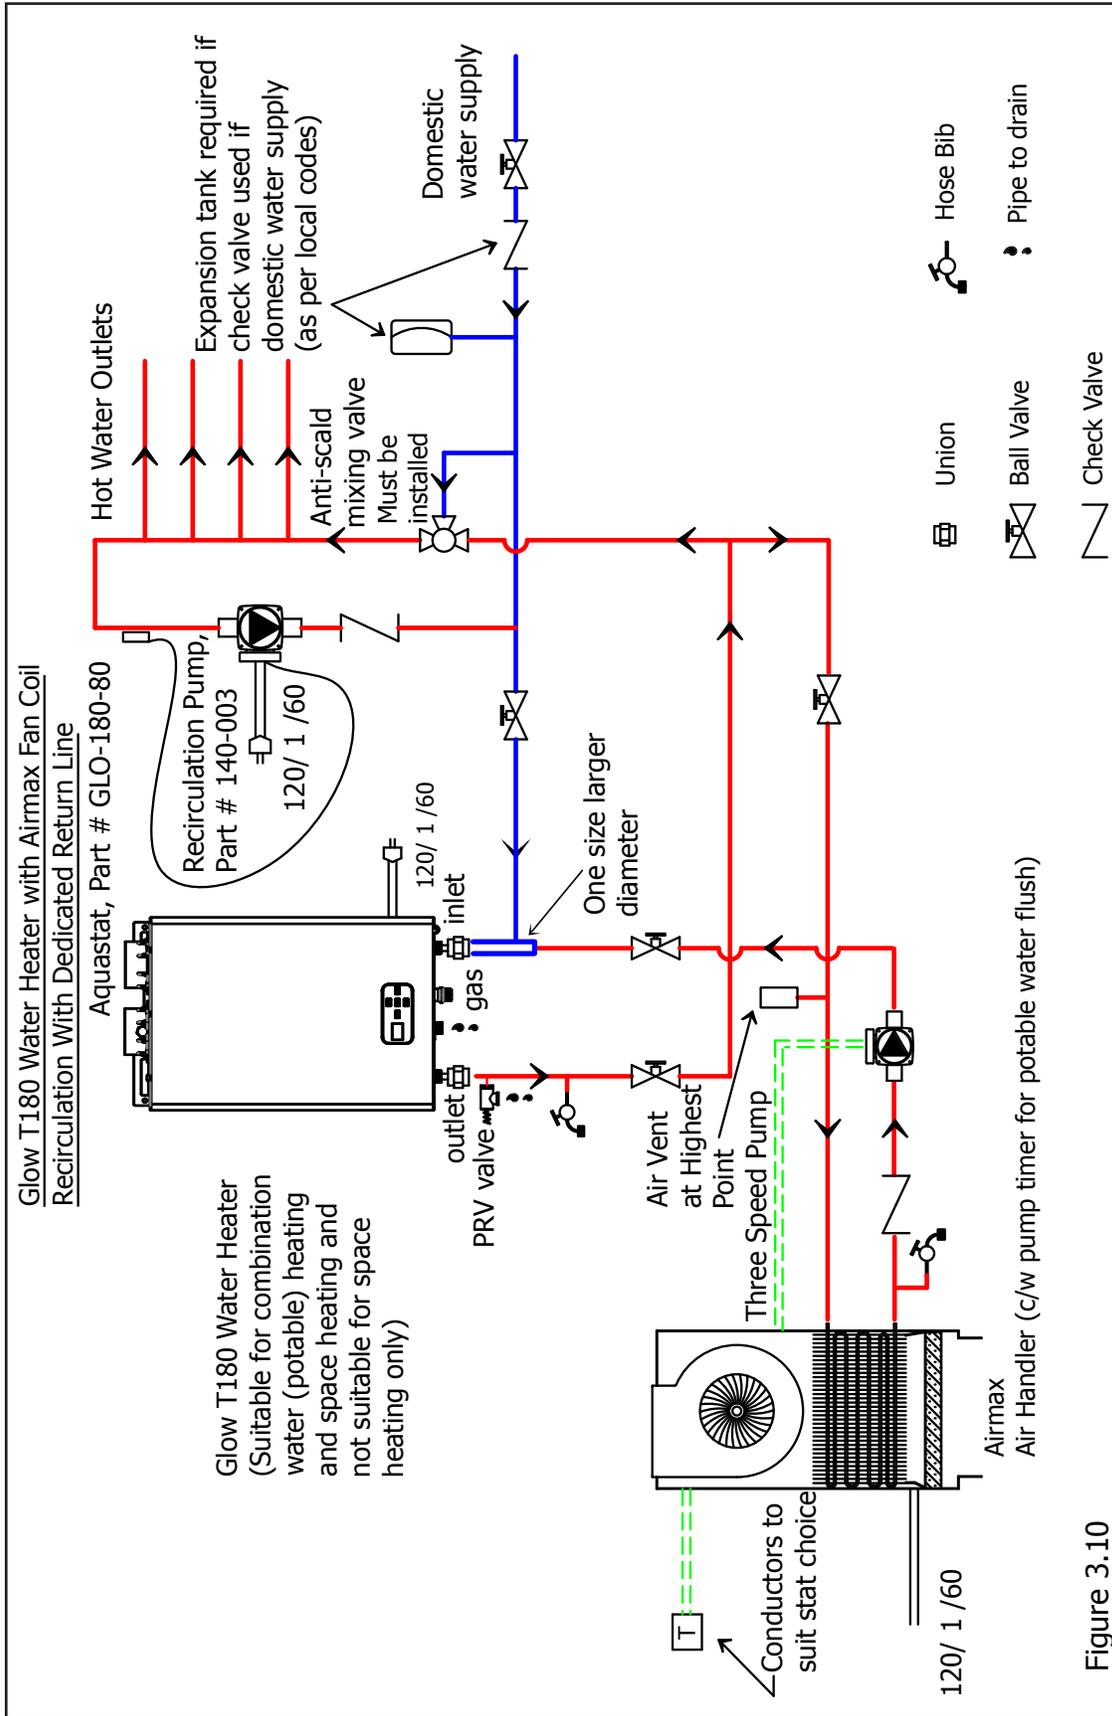 Glow T180 Water Heater with Airmax Fan Coil
Recirculation With Dedicated Return Line
Aquastat, Part # GLO-180-80
Hot Water Outlets
Recirculation Pump,
Part # 140-003
120/ 1 /60
Expansion tank required if
check valve used if
domestic water supply
(as per local codes)
Anti-scald
mixing valve
Must be
installed
Domestic
water supply
Glow T180 Water Heater
(Suitable for combination
water (potable) heating
and space heating and
not suitable for space
heating only)
120/ 1 /60
outlet
gas
inlet
PRV valve
One size larger
diameter
Air Vent
at Highest
Point
Three Speed Pump
T
Conductors to
suit stat choice
120/ 1 /60
Airmax
Air Handler (c/w pump timer for potable water flush)
Union
Hose Bib
Ball Valve
Pipe to drain
Check Valve
Figure 3.10